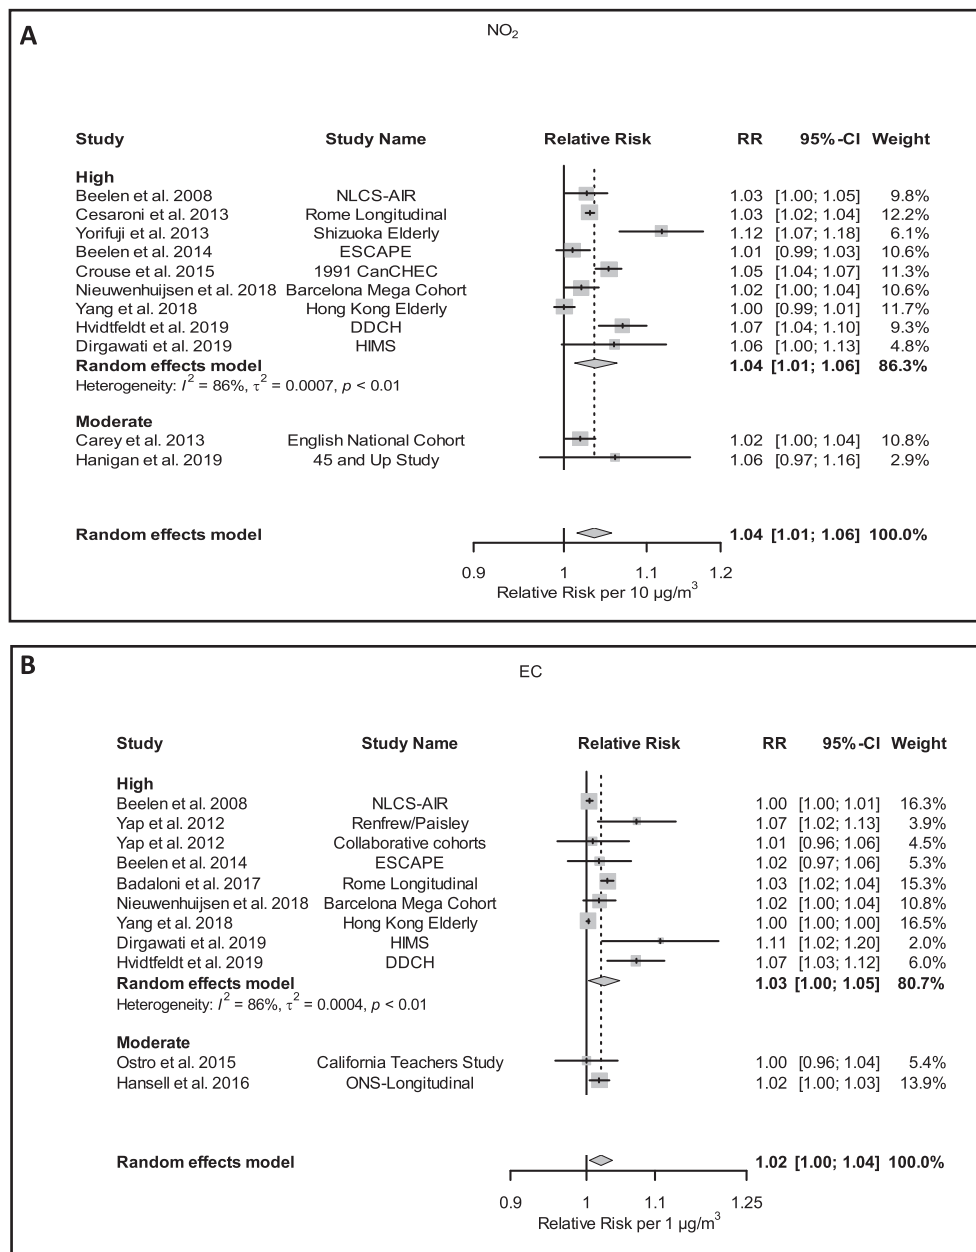 A
NO2
Study Study Name Relative Risk RR 95%-CI Weight
High
Beelen et al. 2008 NLCS-AIR 1.03 [1.00; 1.05] 9.8%
Cesaroni et al. 2013 Rome Longitudinal 1.03 [1.02; 1.04] 12.2%
Yorifuji et al. 2013 Shizuoka Elderly 1.12 [1.07; 1.18] 6.1%
Beelen et al. 2014 ESCAPE 1.01 [0.99; 1.03] 10.6%
Crouse et al. 2015 1991 CanCHEC 1.05 [1.04; 1.07] 11.3%
Nieuwenhuijsen et al. 2018 Barcelona Mega Cohort 1.02 [1.00; 1.04] 10.6%
Yang et al. 2018 Hong Kong Elderly 1.00 [0.99; 1.01] 11.7%
Hvidtfeldt et al. 2019 DDCH 1.07 [1.04; 1.10] 9.3%
Dirgawati et al. 2019 HIMS 1.06 [1.00; 1.13] 4.8%
Random effects model 1.04 [1.01; 1.06] 86.3%
Heterogeneity: I2 = 86%, τ2 = 0.0007, p < 0.01
Moderate
Carey et al. 2013 English National Cohort 1.02 [1.00; 1.04] 10.8%
Hanigan et al. 2019 45 and Up Study 1.06 [0.97; 1.16] 2.9%
Random effects model 1.04 [1.01; 1.06] 100.0%
0.9 1 1.1 1.2
Relative Risk per 10 µg/m3
B
EC
Study Study Name Relative Risk RR 95%-CI Weight
High
Beelen et al. 2008 NLCS-AIR 1.00 [1.00; 1.01] 16.3%
Yap et al. 2012 Renfrew/Paisley 1.07 [1.02; 1.13] 3.9%
Yap et al. 2012 Collaborative cohorts 1.01 [0.96; 1.06] 4.5%
Beelen et al. 2014 ESCAPE 1.02 [0.97; 1.06] 5.3%
Badaloni et al. 2017 Rome Longitudinal 1.03 [1.02; 1.04] 15.3%
Nieuwenhuijsen et al. 2018 Barcelona Mega Cohort 1.02 [1.00; 1.04] 10.8%
Yang et al. 2018 Hong Kong Elderly 1.00 [1.00; 1.00] 16.5%
Dirgawati et al. 2019 HIMS 1.11 [1.02; 1.20] 2.0%
Hvidtfeldt et al. 2019 DDCH 1.07 [1.03; 1.12] 6.0%
Random effects model 1.03 [1.00; 1.05] 80.7%
Heterogeneity: I2 = 86%, τ2 = 0.0004, p < 0.01
Moderate
Ostro et al. 2015 California Teachers Study 1.00 [0.96; 1.04] 5.4%
Hansell et al. 2016 ONS-Longitudinal 1.02 [1.00; 1.03] 13.9%
Random effects model 1.02 [1.00; 1.04] 100.0%
0.9 1 1.1 1.25
Relative Risk per 1 µg/m3